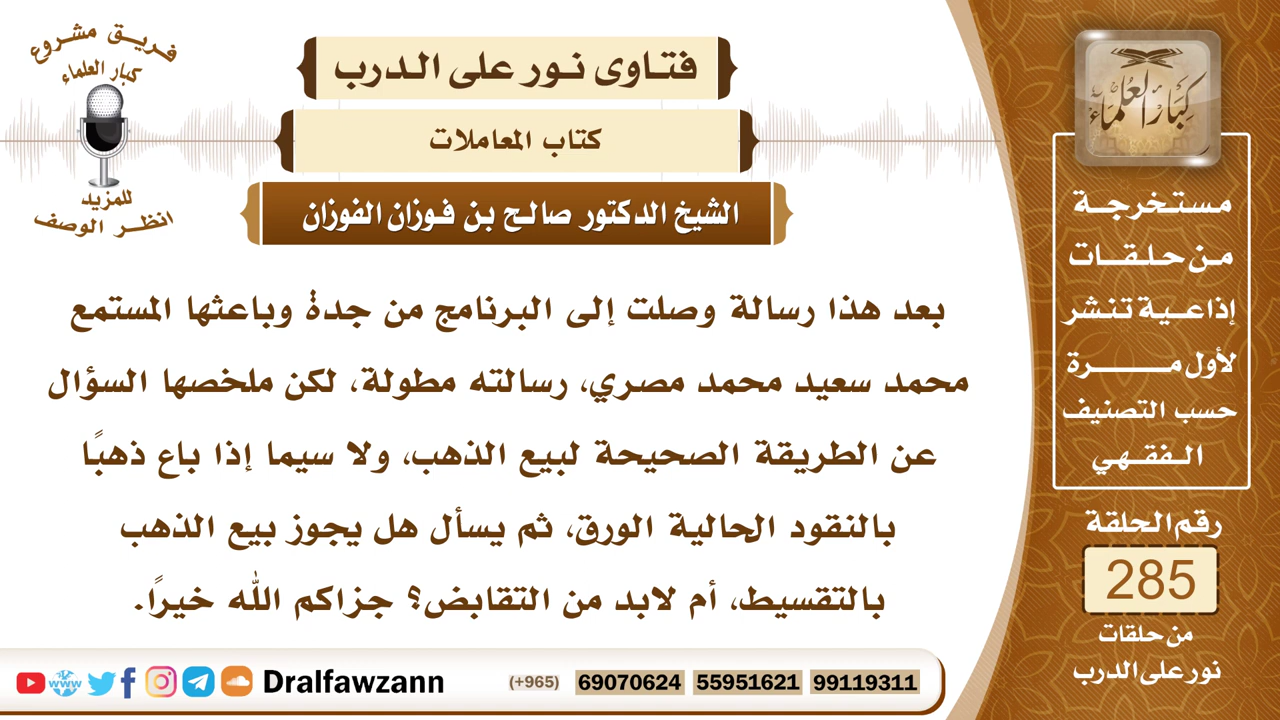 فريق مشروع
كبار العلماء
للمزيد
انظر الوصف
فتاوى نور على الدرب
كتاب المعاملات
الشيخ الدكتور صالح بن فوزان الفوزان
بعد هذا رسالة وصلت إلى البرنامج من جدة وباعثها المستمع
محمد سعيد محمد مصري، رسالته مطولة، لكن ملخصها السؤال
عن الطريقة الصحيحة لبيع الذهب، ولا سيما إذا باع ذهبًا
بالنقود الحالية الورق، ثم يسأل هل يجوز بيع الذهب
بالتقسيط، أم لابد من التقابض؟ جزاكم الله خيرًا.
كبار العلماء
مستخرجة
من حلقات
إذاعية تنشر
لأول مرة
حسب التصنيف
الفقهي
رقم الحلقة
285
من حلقات
نور على الدرب
www
Dralfawzann
(+965) 69070624 55951621 99119311